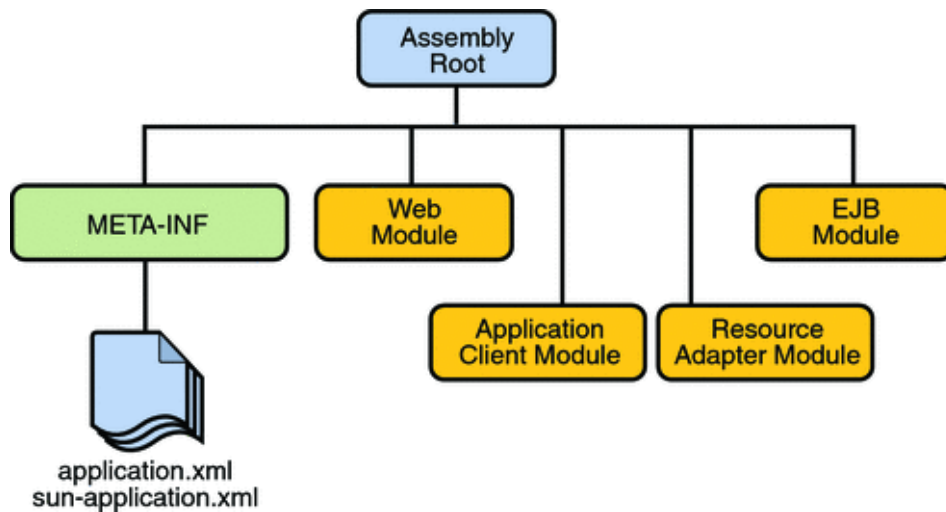 Assembly
Root
META-INF
Web
Module
EJB
Module
Application
Client Module
Resource
Adapter Module
application.xml
sun-application.xml